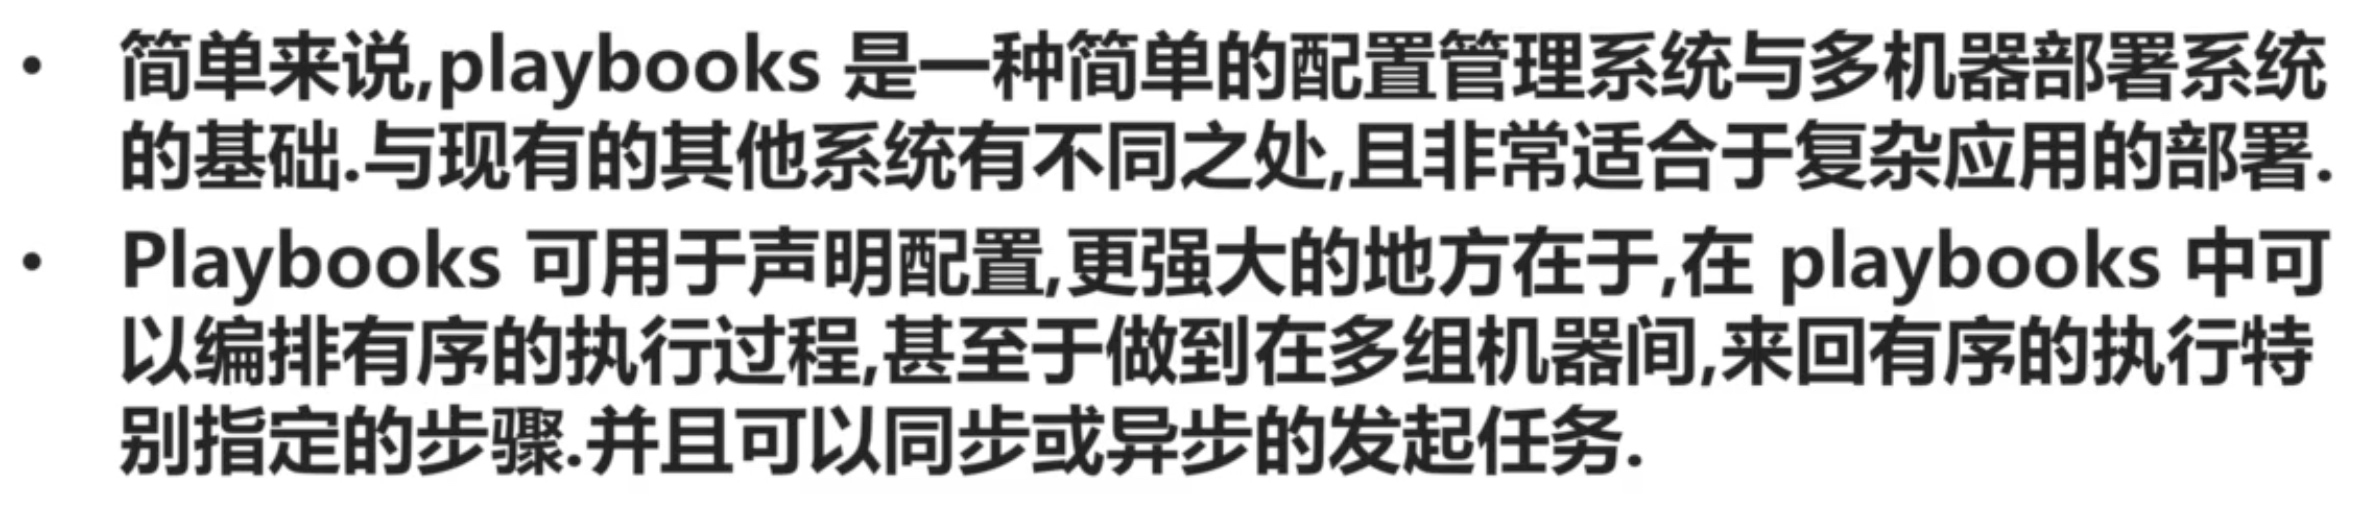 • 简单来说,playbooks 是一种简单的配置管理系统与多机器部署系统
的基础.与现有的其他系统有不同之处,且非常适合于复杂应用的部署.
• Playbooks 可用于声明配置,更强大的地方在于,在 playbooks 中可
以编排有序的执行过程,甚至于做到在多组机器间,来回有序的执行特
别指定的步骤.并且可以同步或异步的发起任务.